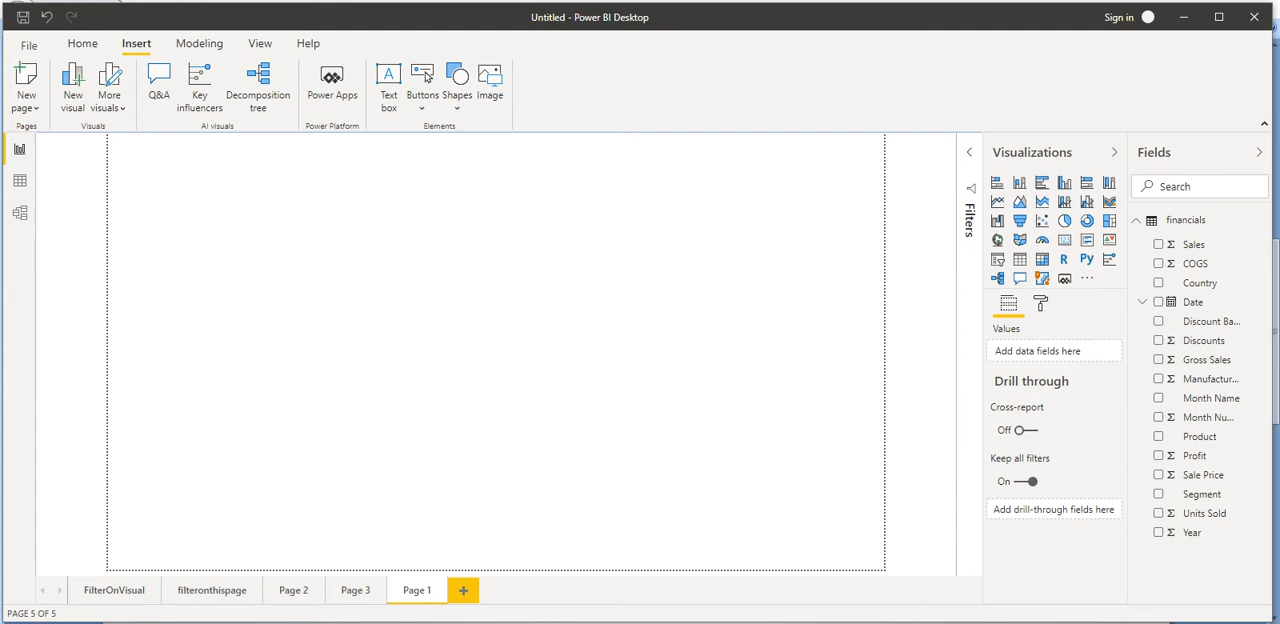 Untitled - Power BI Desktop
Sign in
File Home Insert Modeling View Help
New page
New visual
More visuals
Q&A
Key influencers
Decomposition tree
Power Apps
Text box
Buttons
Shapes
Image
Pages
Visuals
AI visuals
Power Platform
Elements
Filters
Visualizations
R
Py
Values
Add data fields here
Drill through
Cross-report
Off
Keep all filters
On
Add drill-through fields here
Fields
Search
financials
Σ Sales
Σ COGS
Country
Date
Discount Ba...
Σ Discounts
Σ Gross Sales
Σ Manufactur...
Month Name
Σ Month Nu...
Product
Σ Profit
Σ Sale Price
Segment
Σ Units Sold
Σ Year
FilterOnVisual
filteronthispage
Page 2
Page 3
Page 1
PAGE 5 OF 5